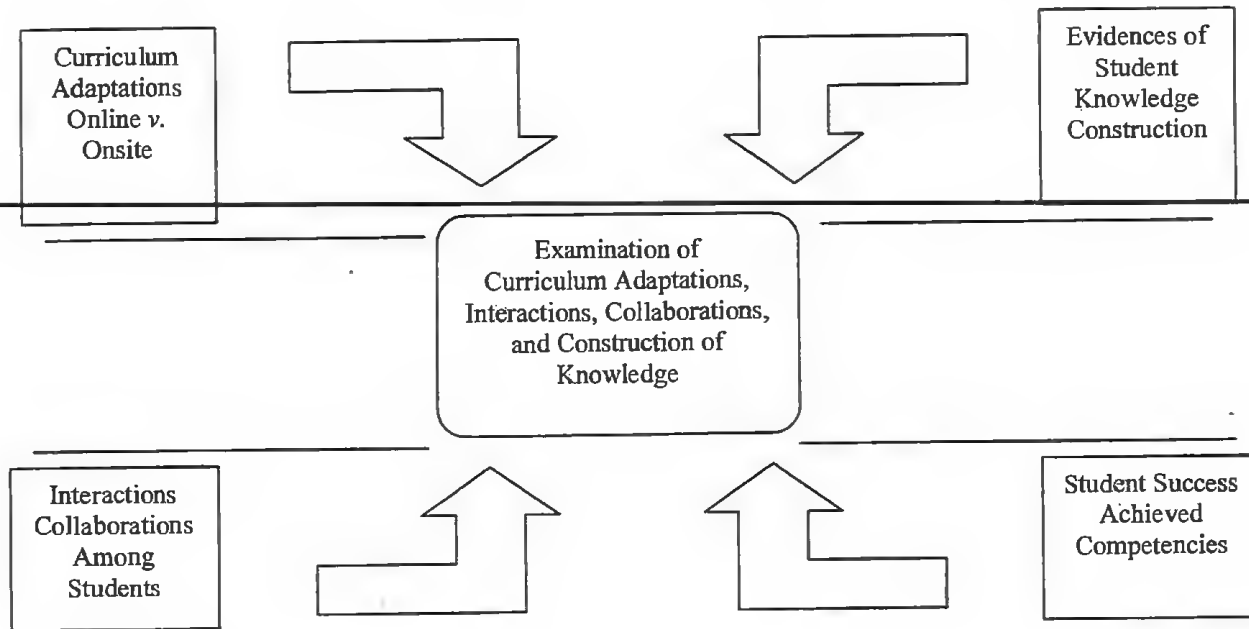 Curriculum
Adaptations
Online v.
Onsite
Evidences of
Student
Knowledge
Construction
Examination of
Curriculum Adaptations,
Interactions, Collaborations,
and Construction of
Knowledge
Interactions
Collaborations
Among
Students
Student Success
Achieved
Competencies